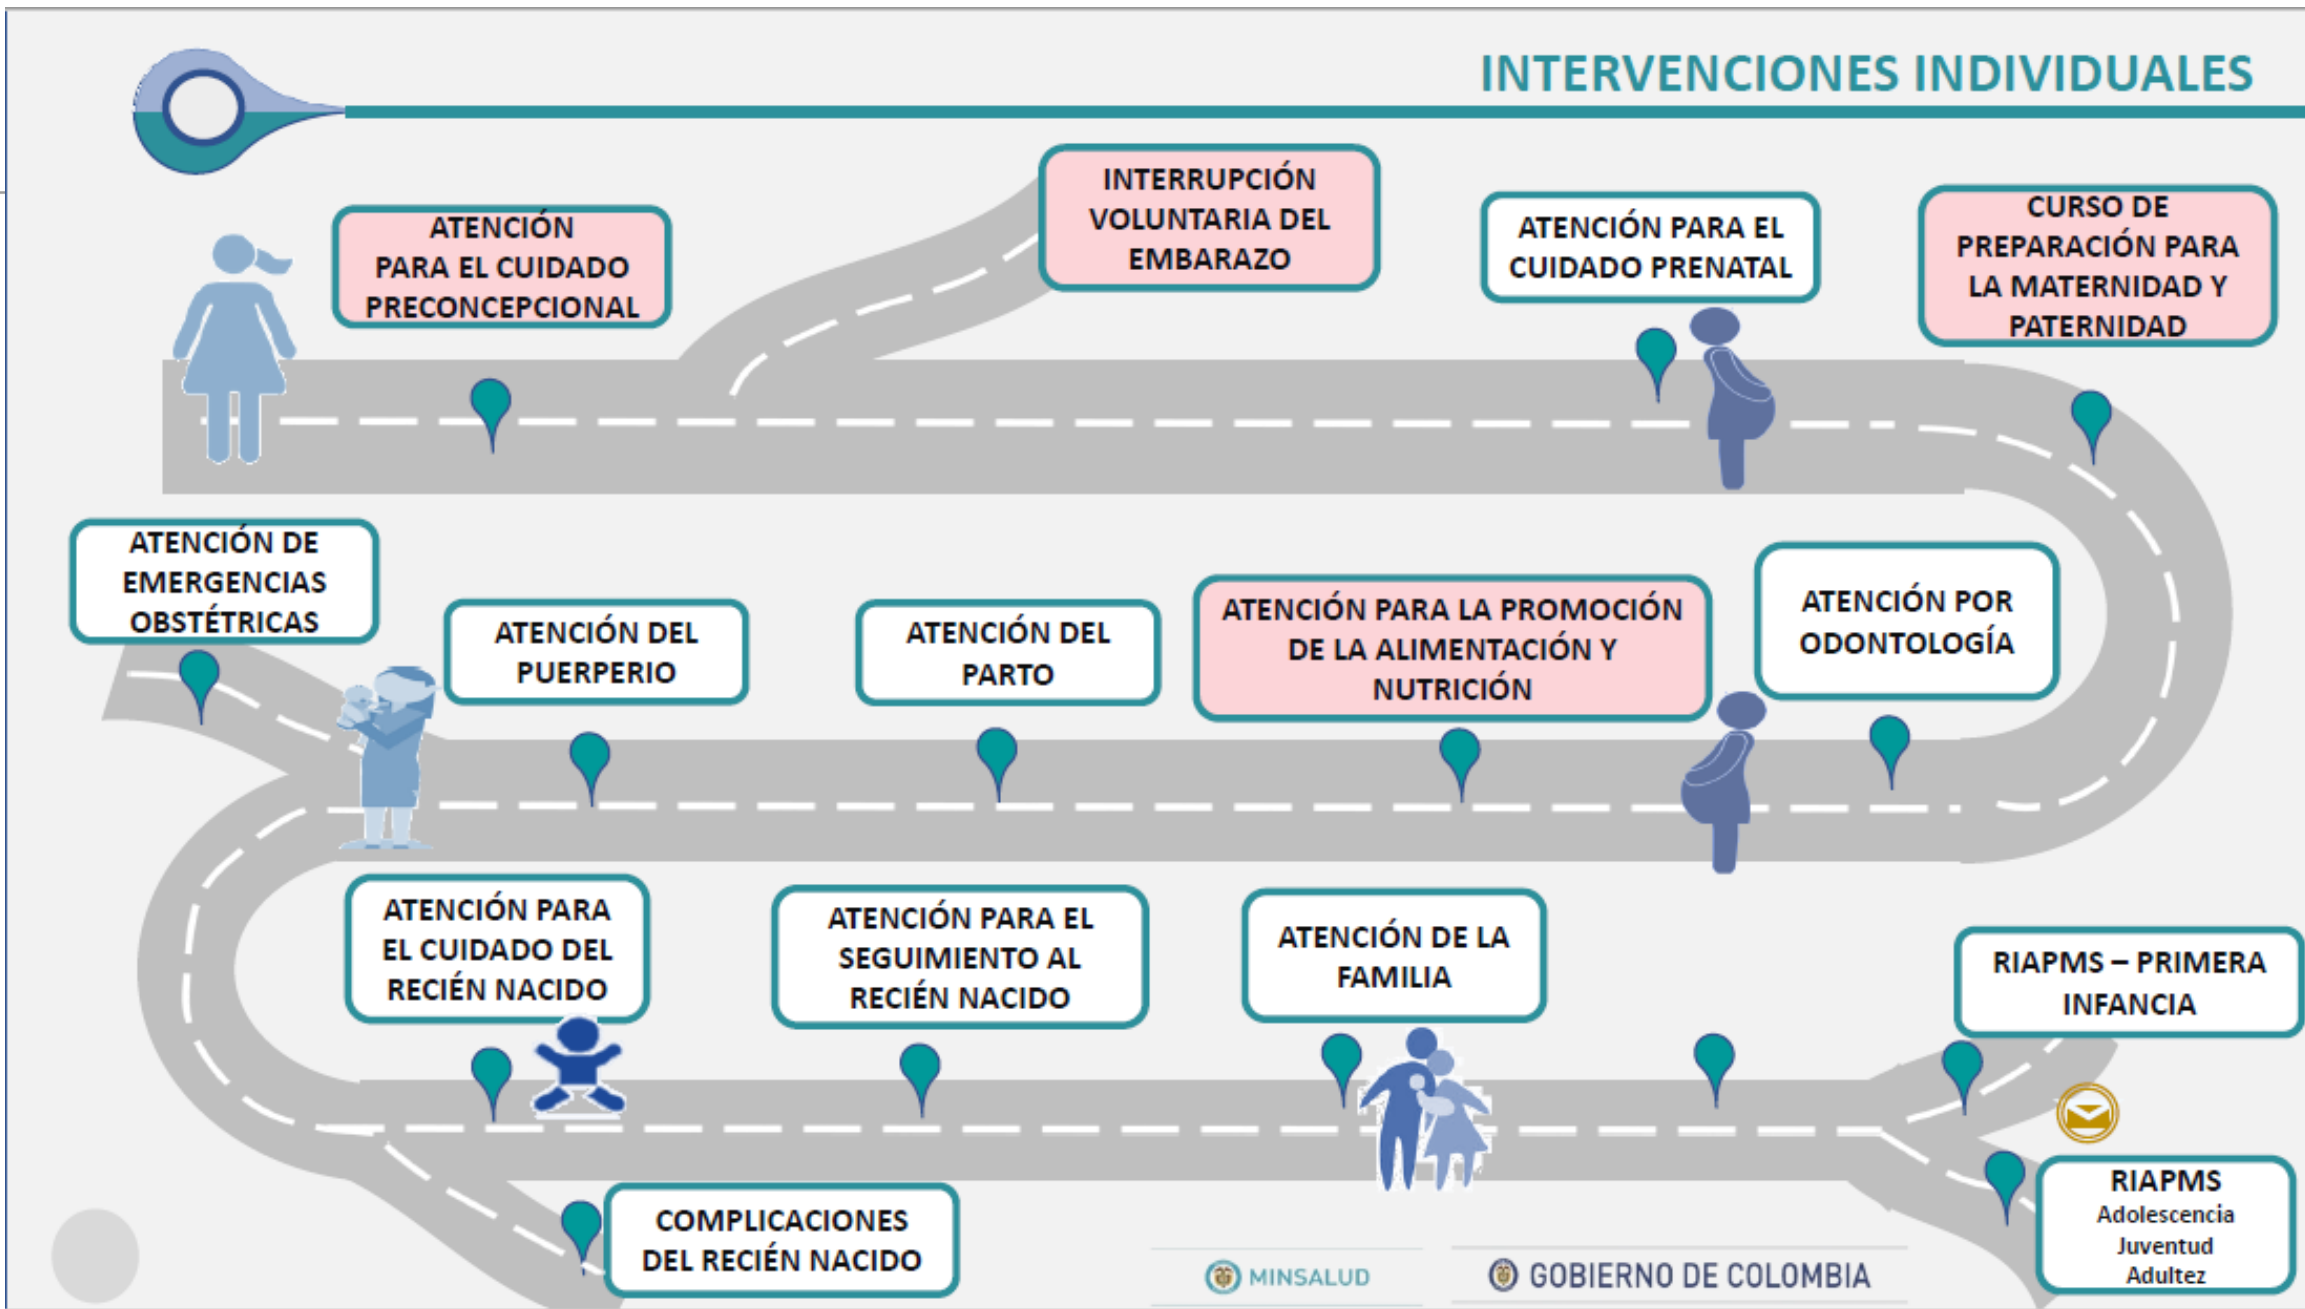 INTERVENCIONES INDIVIDUALES
ATENCIÓN
PARA EL CUIDADO
PRECONCEPCIONAL
INTERRUPCIÓN
VOLUNTARIA DEL
EMBARAZO
ATENCIÓN PARA EL
CUIDADO PRENATAL
CURSO DE
PREPARACIÓN PARA
LA MATERNIDAD Y
PATERNIDAD
ATENCIÓN DE
EMERGENCIAS
OBSTÉTRICAS
ATENCIÓN DEL
PUERPERIO
ATENCIÓN DEL
PARTO
ATENCIÓN PARA LA PROMOCIÓN
DE LA ALIMENTACIÓN Y
NUTRICIÓN
ATENCIÓN POR
ODONTOLOGÍA
ATENCIÓN PARA
EL CUIDADO DEL
RECIÉN NACIDO
ATENCIÓN PARA EL
SEGUIMIENTO AL
RECIÉN NACIDO
ATENCIÓN DE LA
FAMILIA
RIAPMS – PRIMERA
INFANCIA
COMPLICACIONES
DEL RECIÉN NACIDO
RIAPMS
Adolescencia
Juventud
Adultez
MINSALUD
GOBIERNO DE COLOMBIA